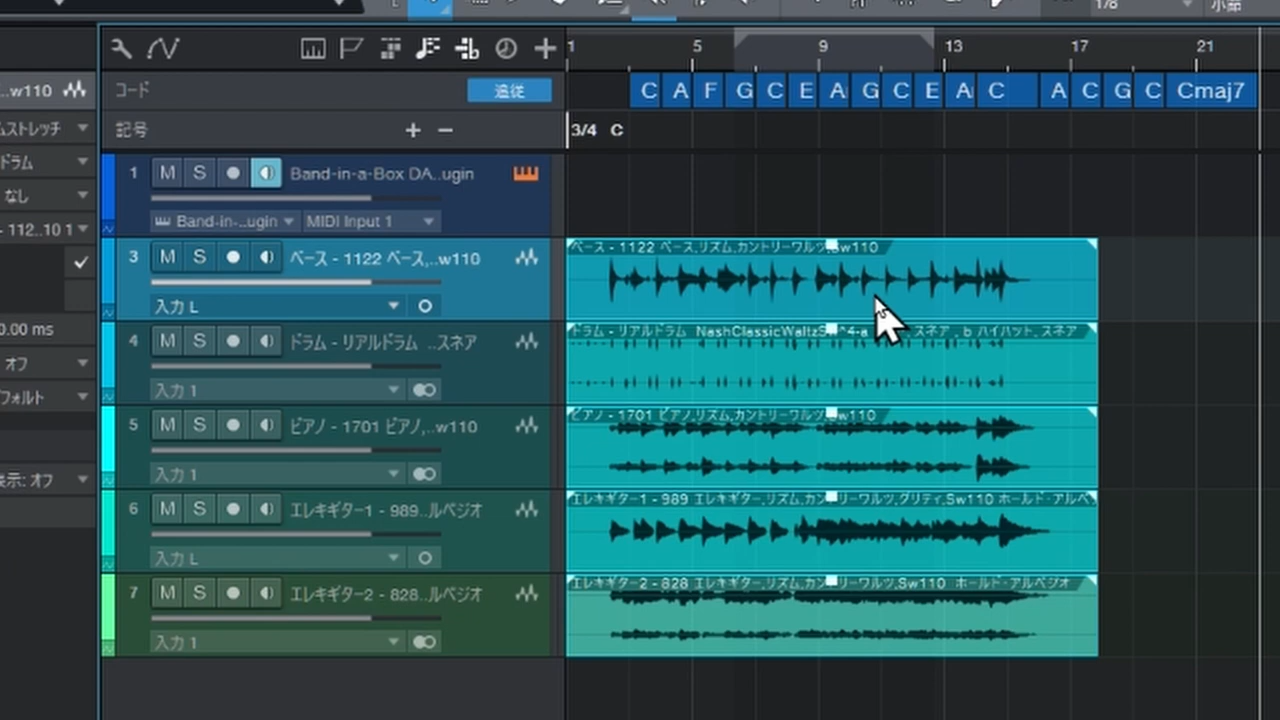 1/8 小節
1 5 9 13 17 21
..w110
コード 追従
C A F G C E A G C E A C A C G C Cmaj7
ムストレッチ
記号 + −
3/4 C
ドラム
1 M S Band-in-a-Box DA..ugin
なし
Band-in-..ugin MIDI Input 1
- 112..10 1
3 M S ベース - 1122 ベース,..w110
ベース - 1122 ベース,リズム,カントリーワルツ,Sw110
入力 L
0.00 ms
4 M S ドラム - リアルドラム ..スネア
ドラム - リアルドラム NashClassicWaltzS ^4-a スネア , b ハイハット, スネア
オフ
入力 1
フォルト
5 M S ピアノ - 1701 ピアノ,..w110
ピアノ - 1701 ピアノ,リズム,カントリーワルツ,Sw110
入力 1
表示: オフ
6 M S エレキギター1 - 989..ルペジオ
エレキギター1 - 989 エレキギター,リズム,カントリーワルツ,グリティ,Sw110 ホールド・アルペ
入力 L
7 M S エレキギター2 - 828..ルペジオ
エレキギター2 - 828 エレキギター,リズム,カントリーワルツ,Sw110 ホールド・アルペジオ
入力 1